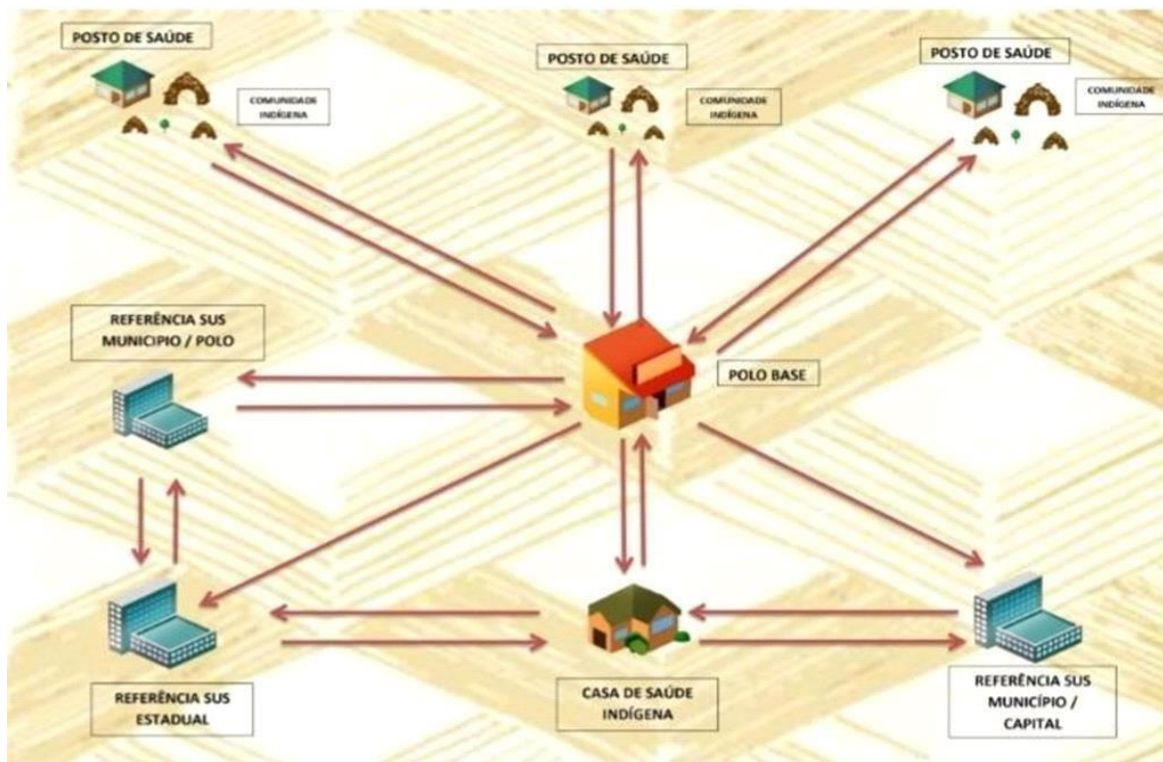 POSTO DE SAÚDE
COMUNIDADE
INDÍGENA
POSTO DE SAÚDE
COMUNIDADE
INDÍGENA
POSTO DE SAÚDE
COMUNIDADE
INDÍGENA
REFERÊNCIA SUS
MUNICIPIO / POLO
POLO BASE
REFERÊNCIA SUS
ESTADUAL
CASA DE SAÚDE
INDÍGENA
REFERÊNCIA SUS
MUNICÍPIO /
CAPITAL